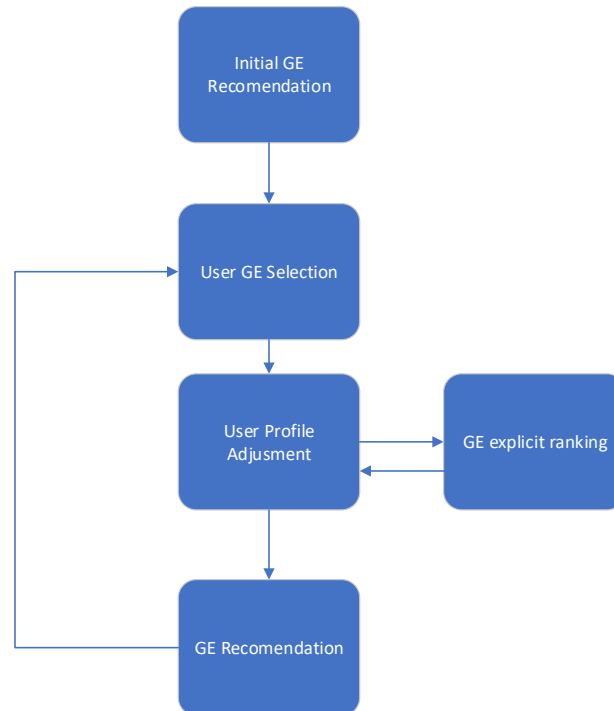 Initial GE
Recomendation
User GE Selection
User Profile
Adjusment
GE explicit ranking
GE Recomendation